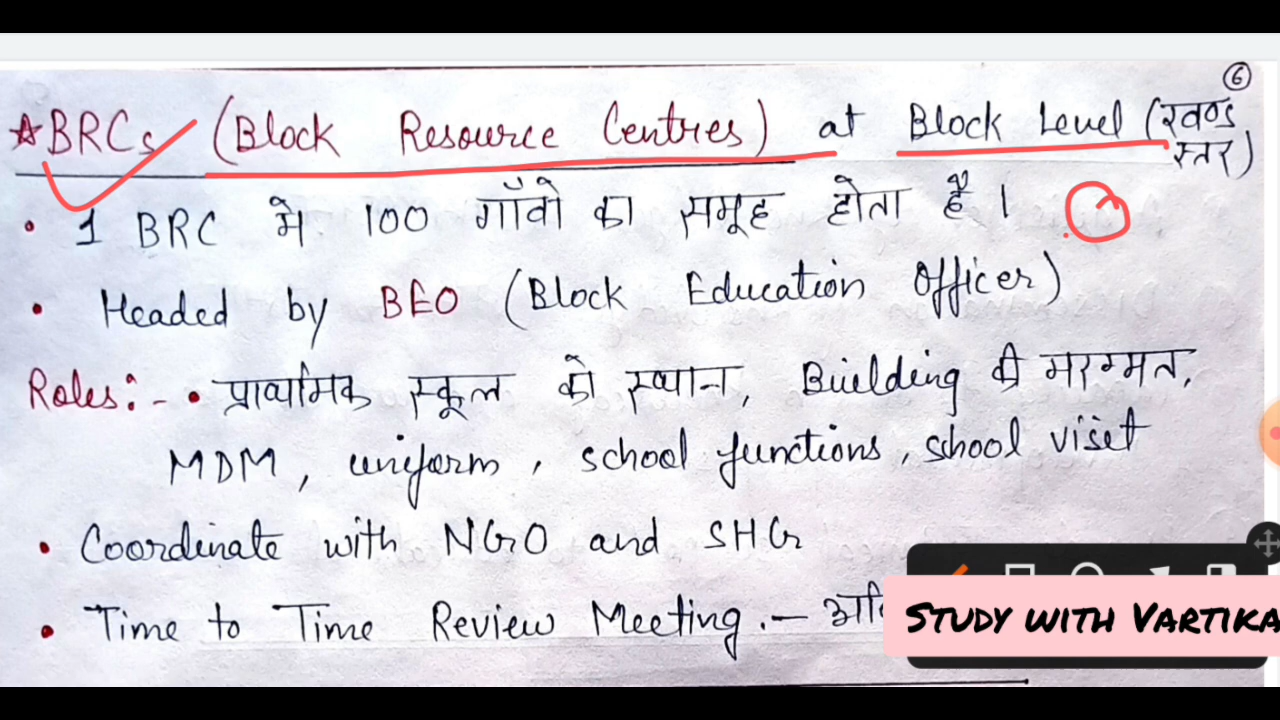 6
☆ BRCs (Block Resource Centres) at Block Level (खण्ड स्तर)
• 1 BRC मे 100 गाँवो का समूह होता है ।
• Headed by BEO (Block Education Officer)
Roles:- • प्राथमिक स्कूल को स्थान, Building की मरम्मत,
MDM, uniform, school functions, school viset
• Coordinate with NGO and SHG
• Time to Time Review Meeting :-
STUDY WITH VARTIKA